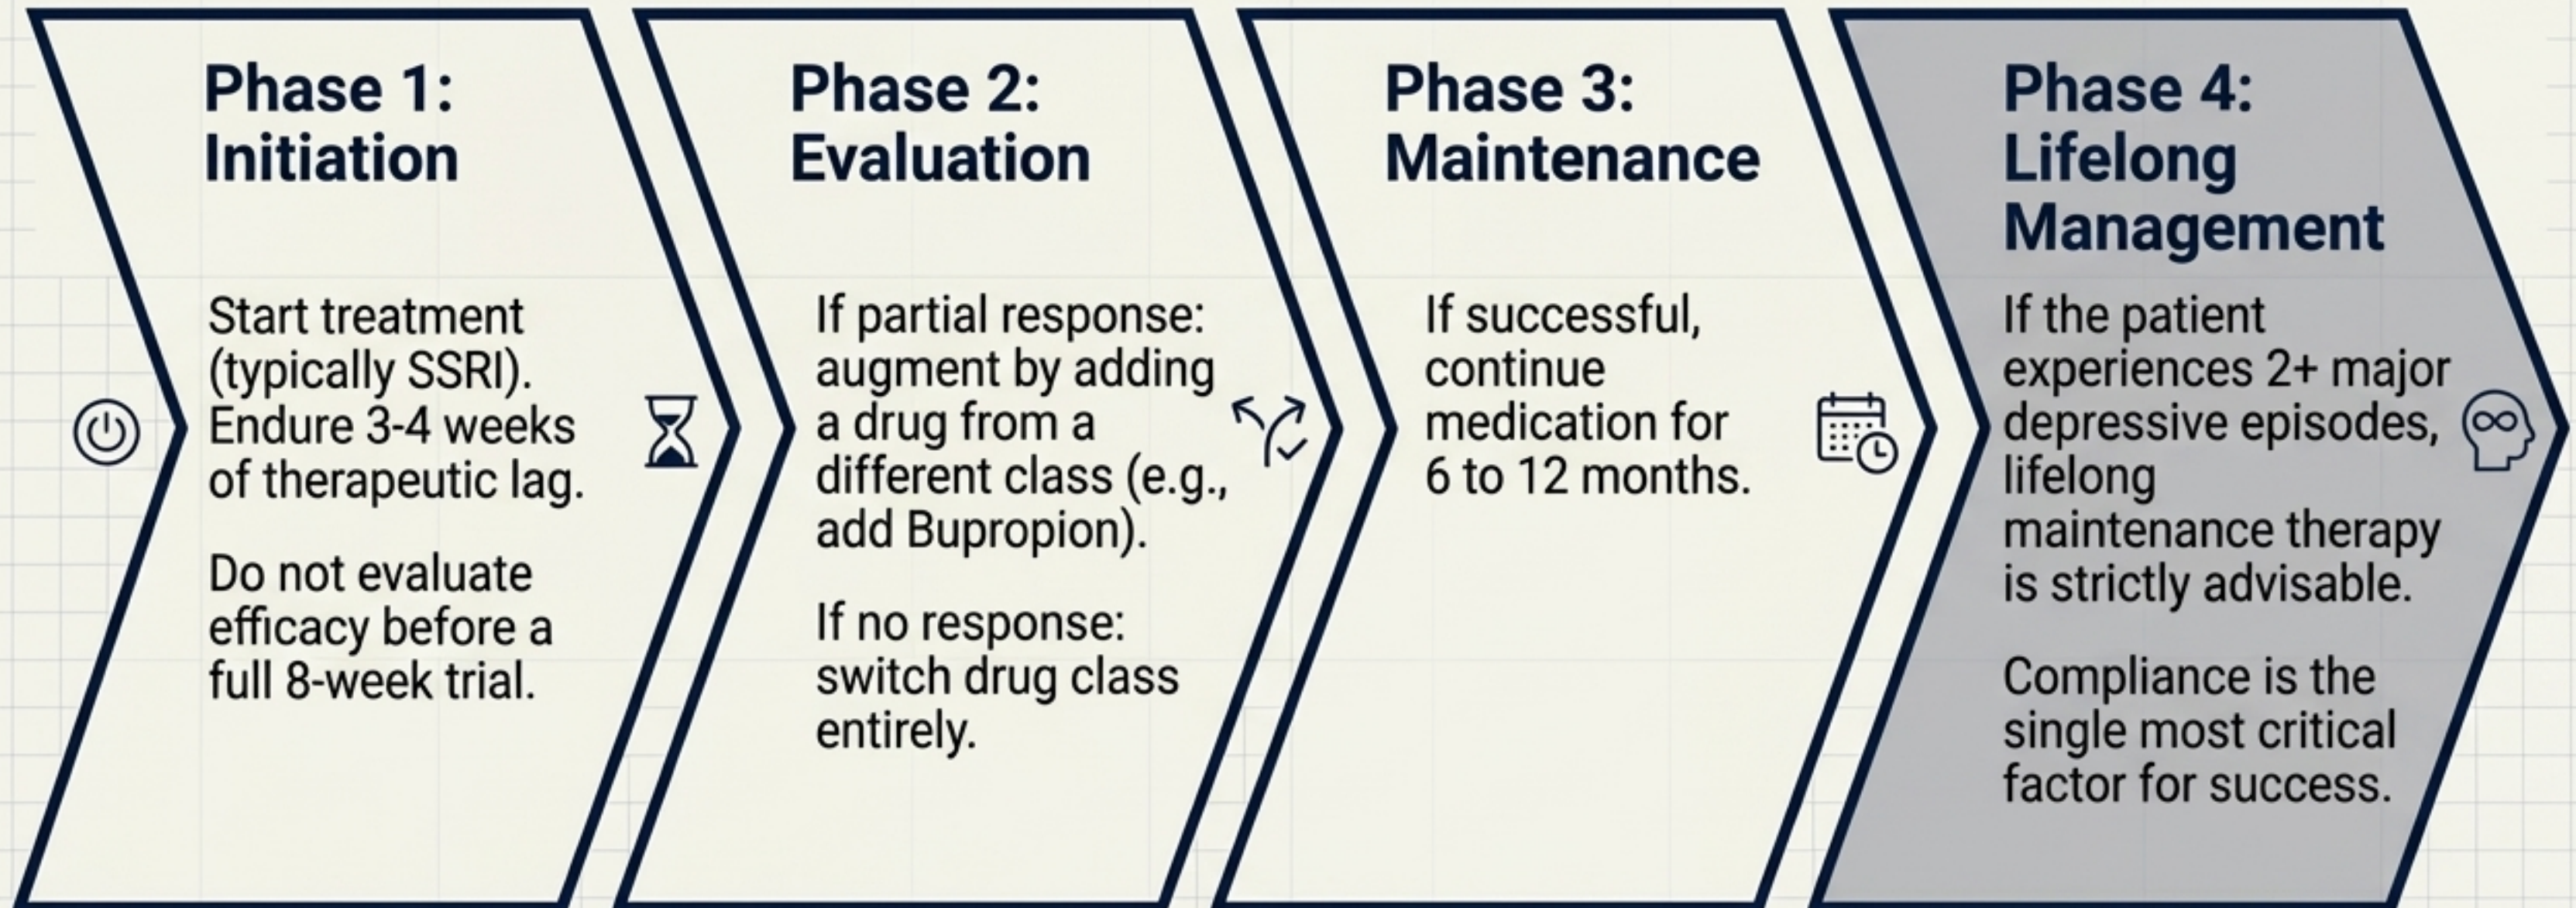 Phase 1:
Initiation
Start treatment
(typically SSRI).
Endure 3-4 weeks
of therapeutic lag.
Do not evaluate
efficacy before a
full 8-week trial.
Phase 2:
Evaluation
If partial response:
augment by adding
a drug from a
different class (e.g.,
add Bupropion).
If no response:
switch drug class
entirely.
Phase 3:
Maintenance
If successful,
continue
medication for
6 to 12 months.
Phase 4:
Lifelong
Management
If the patient
experiences 2+ major
depressive episodes,
lifelong
maintenance therapy
is strictly advisable.
Compliance is the
single most critical
factor for success.